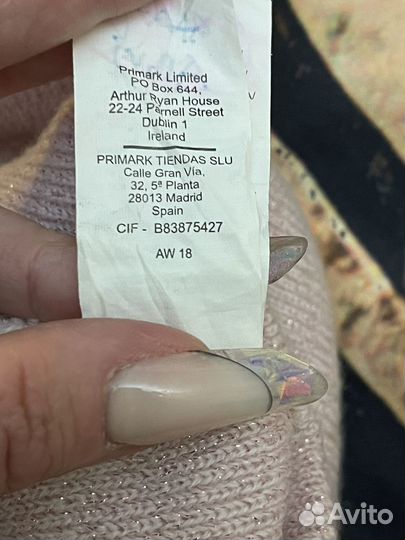 Primark Limited
PO Box 644,
Arthur Ryan House
22-24 Parnell Street
Dublin 1
Ireland
PRIMARK TIENDAS SLU
Calle Gran Vía,
32, 5ª Planta
28013 Madrid
Spain
CIF - B83875427
AW 18
Avito